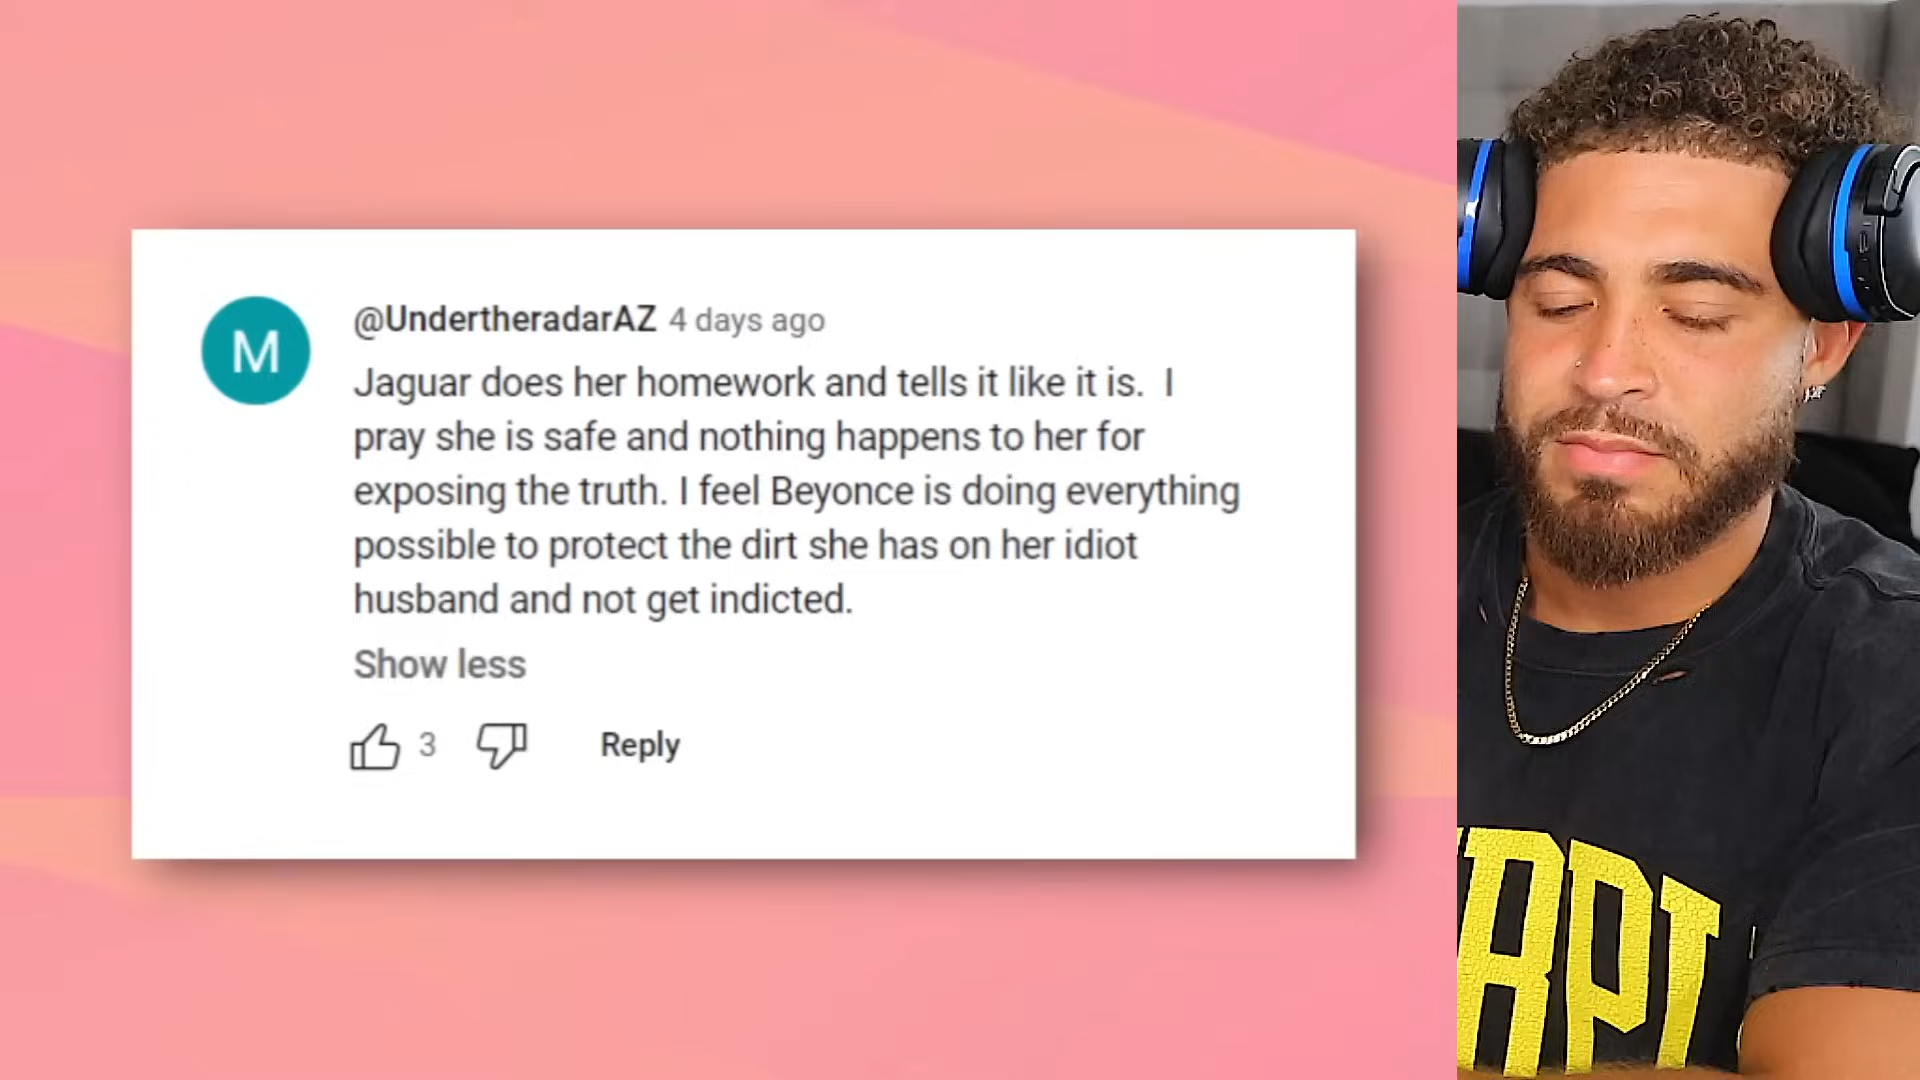 M
@UndertheradarAZ 4 days ago
Jaguar does her homework and tells it like it is.  I
pray she is safe and nothing happens to her for
exposing the truth. I feel Beyonce is doing everything
possible to protect the dirt she has on her idiot
husband and not get indicted.
Show less
3 Reply